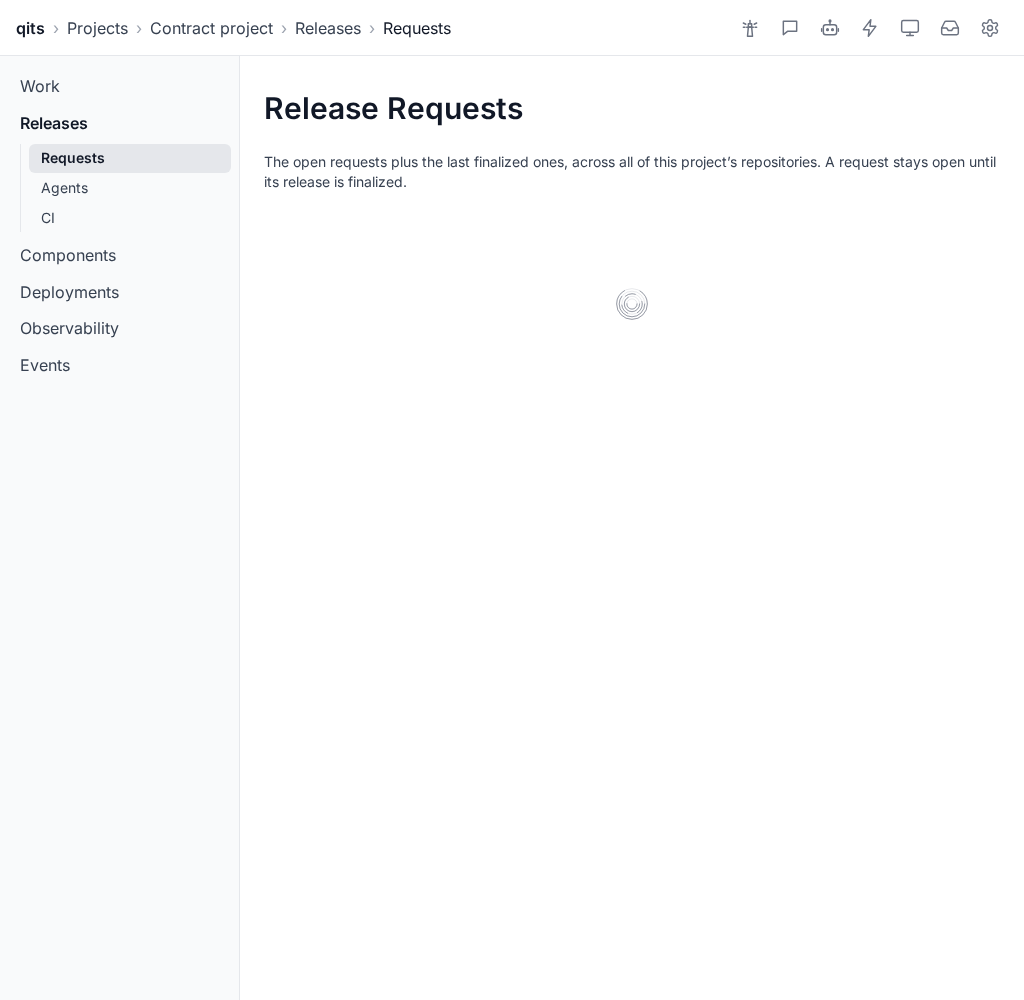 qits › Projects › Contract project › Releases › Requests
Work
Releases
Requests
Agents
CI
Components
Deployments
Observability
Events
Release Requests
The open requests plus the last finalized ones, across all of this project’s repositories. A request stays open until
its release is finalized.